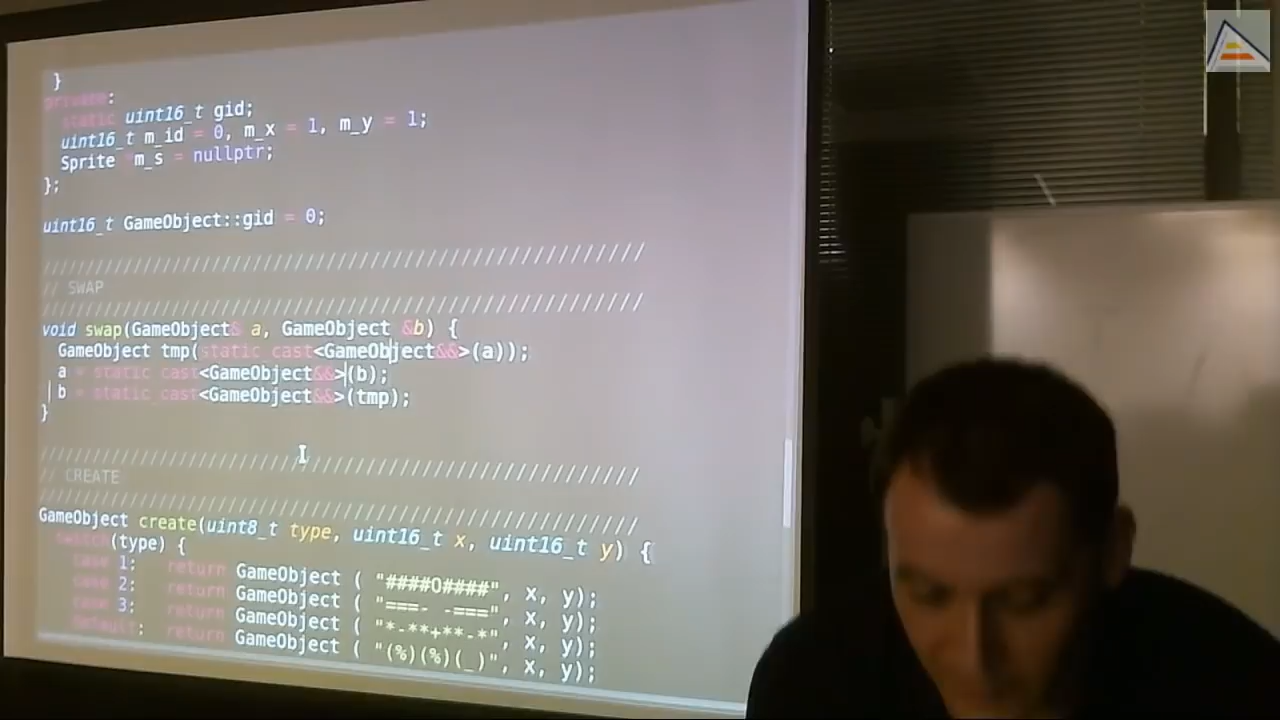 }
private:
static uint16_t gid;
uint16_t m_id = 0, m_x = 1, m_y = 1;
Sprite *m_s = nullptr;
};
uint16_t GameObject::gid = 0;
////////////////////////////////////////////////////////////////
// SWAP
////////////////////////////////////////////////////////////////
void swap(GameObject& a, GameObject &b) {
GameObject tmp(static_cast<GameObject&&>(a));
a = static_cast<GameObject&&>(b);
b = static_cast<GameObject&&>(tmp);
}
////////////////////////////////////////////////////////////////
// CREATE
////////////////////////////////////////////////////////////////
GameObject create(uint8_t type, uint16_t x, uint16_t y) {
switch(type) {
case 1: return GameObject ( "####O####", x, y);
case 2: return GameObject ( "===- -===", x, y);
case 3: return GameObject ( "*-**+**-*", x, y);
default: return GameObject ( "(%)(%)(_)", x, y);